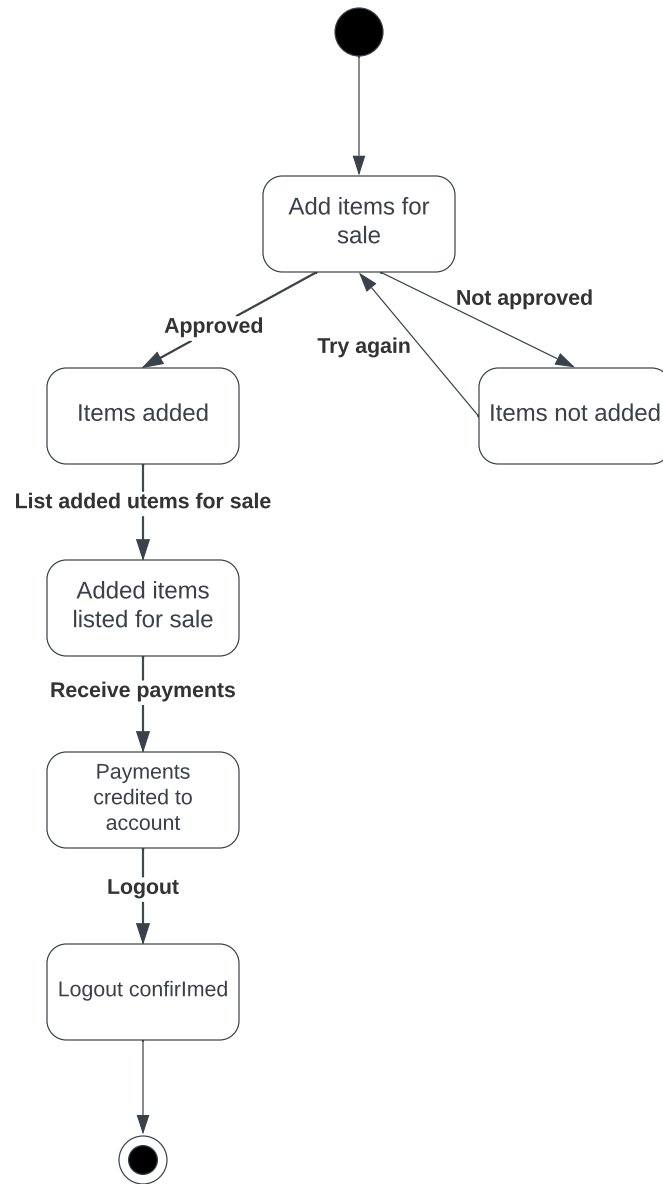 Add items for
sale
Not approved
Approved
Try again
Items added
Items not added
List added utems for sale
Added items
listed for sale
Receive payments
Payments
credited to
account
Logout
Logout confirImed